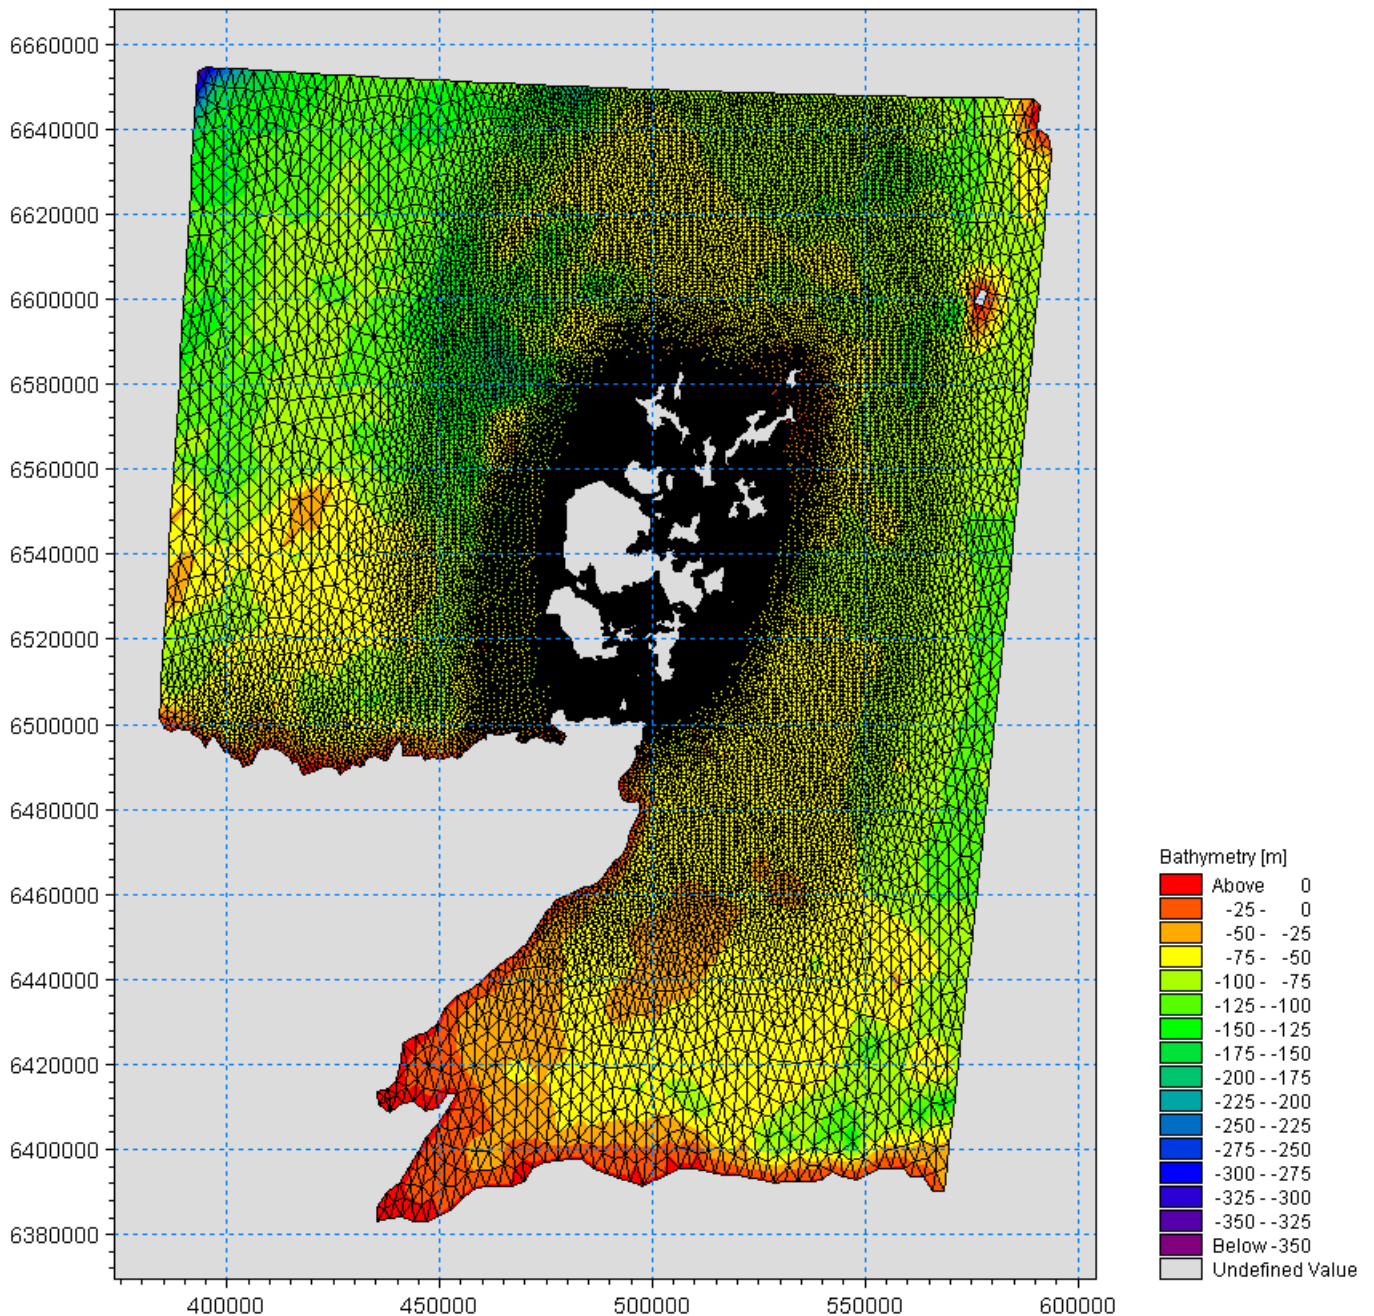 6660000
6640000
6620000
6600000
6580000
6560000
6540000
6520000
6500000
6480000
6460000
6440000
6420000
6400000
6380000
400000 450000 500000 550000 600000
Bathymetry [m]
Above 0
-25 - 0
-50 - -25
-75 - -50
-100 - -75
-125 - -100
-150 - -125
-175 - -150
-200 - -175
-225 - -200
-250 - -225
-275 - -250
-300 - -275
-325 - -300
-350 - -325
Below -350
Undefined Value